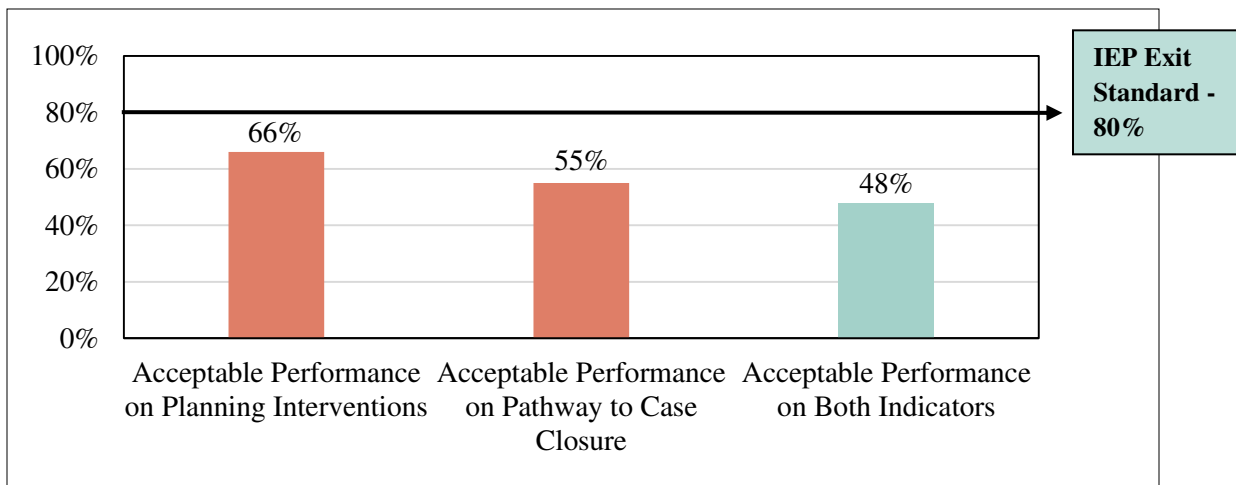 100%
80%
60%
40%
20%
0%
66%
55%
48%
IEP Exit
Standard -
80%
Acceptable Performance
on Planning Interventions
Acceptable Performance
on Pathway to Case
Closure
Acceptable Performance
on Both Indicators